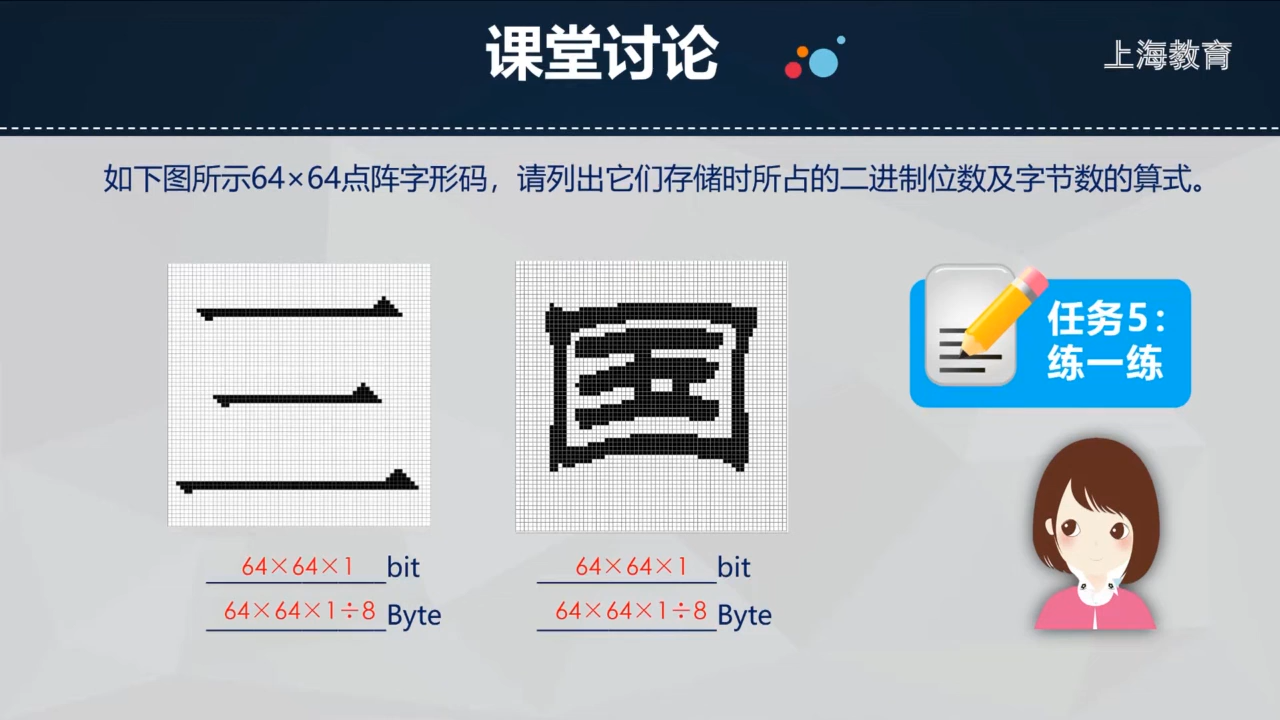 课堂讨论
上海教育
如下图所示64×64点阵字形码，请列出它们存储时所占的二进制位数及字节数的算式。
三
国
任务5：
练一练
64×64×1 bit
64×64×1÷8 Byte
64×64×1 bit
64×64×1÷8 Byte